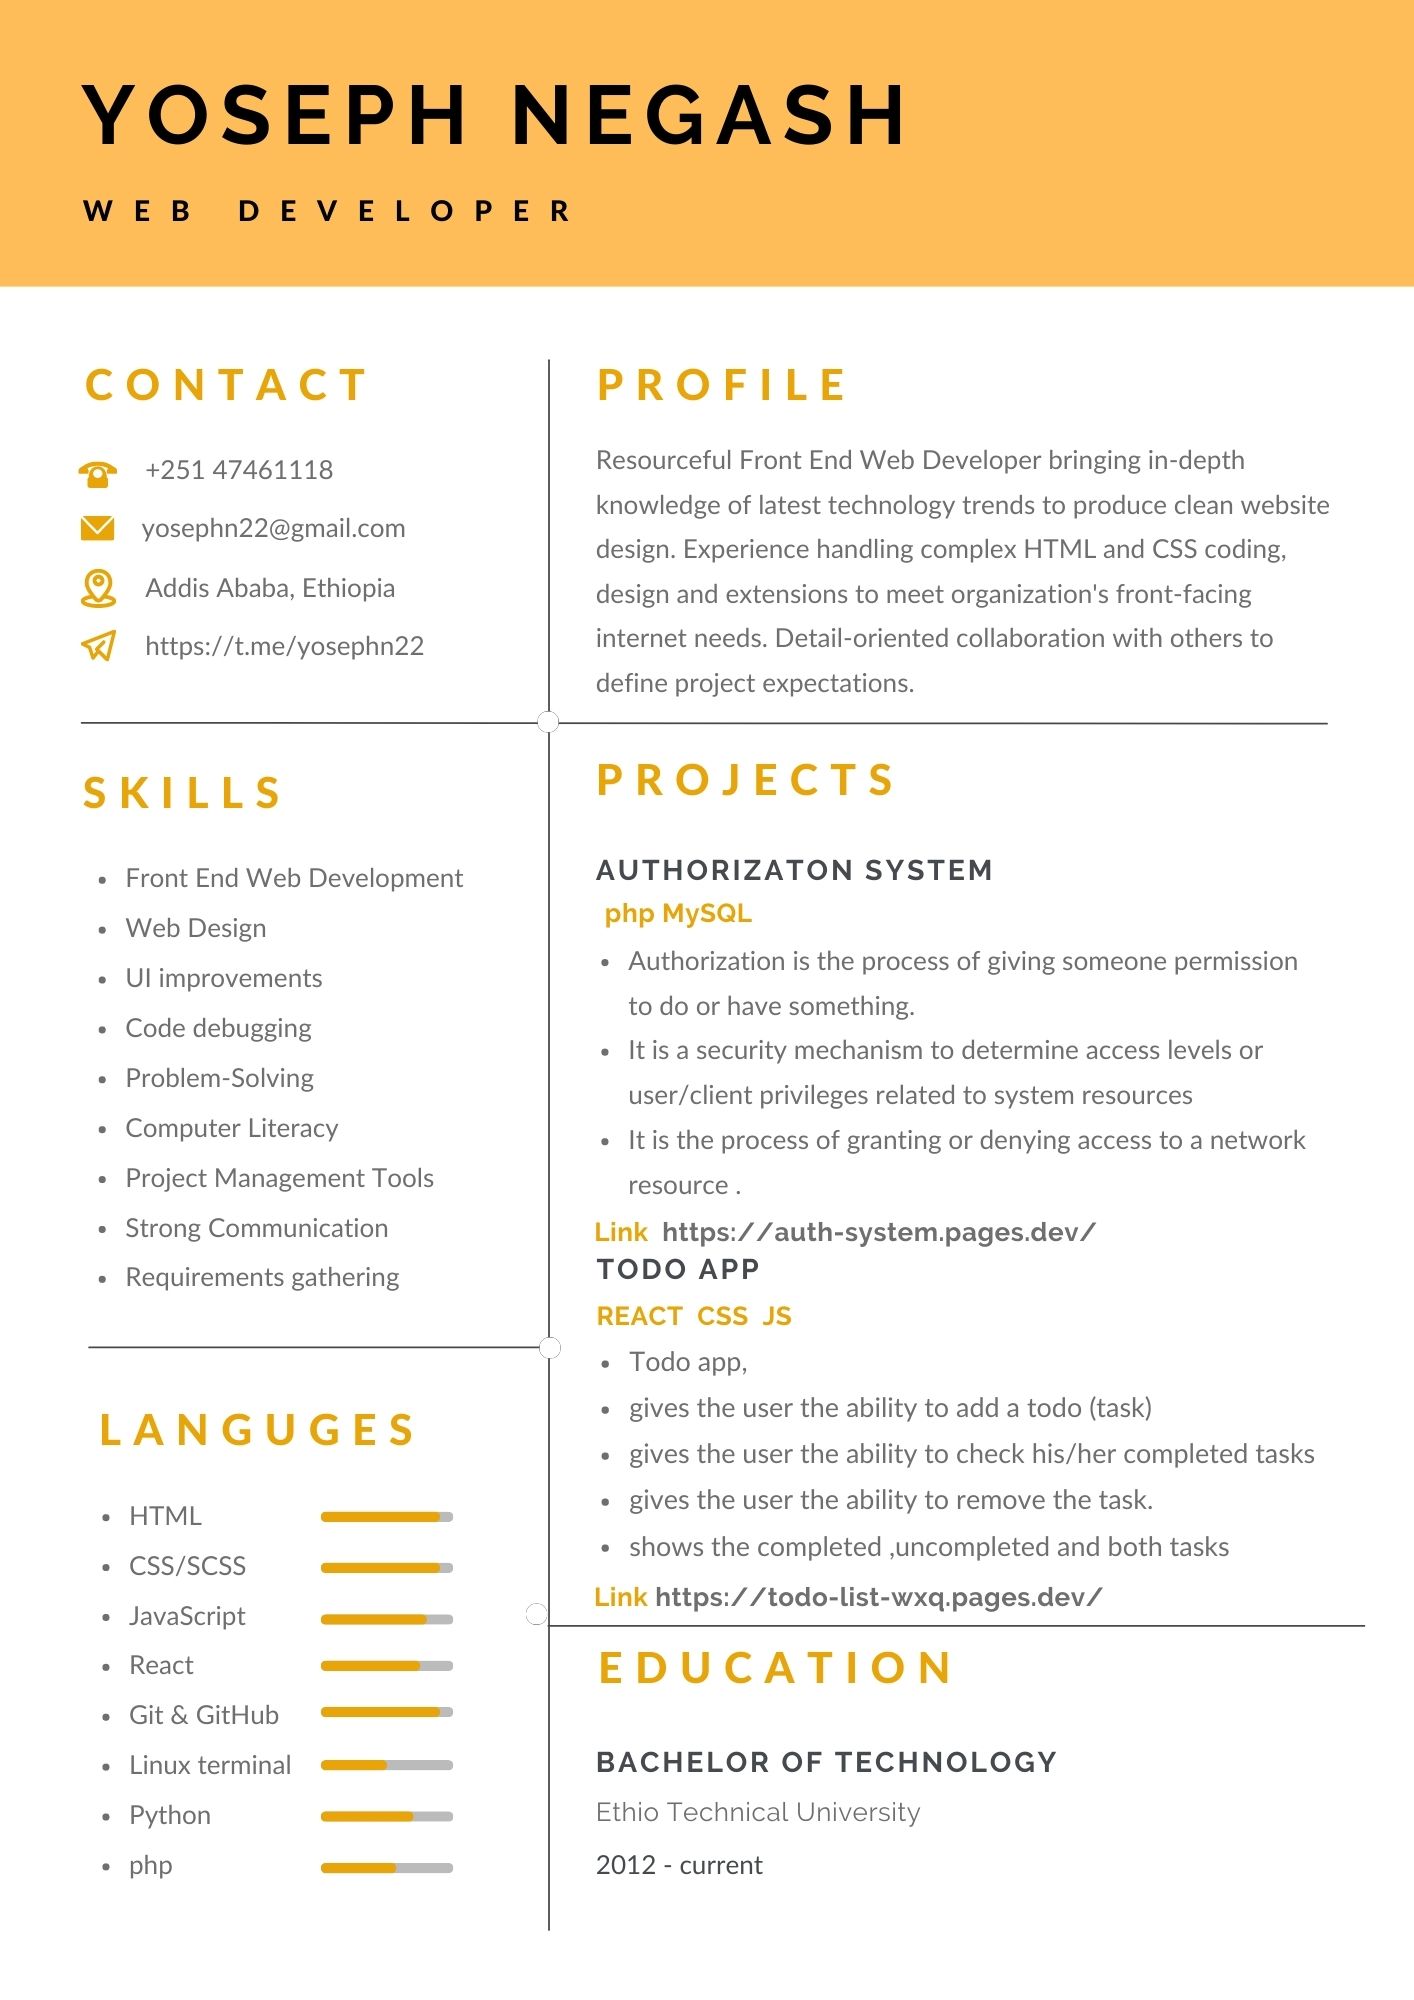 YOSEPH NEGASH
WEB DEVELOPER
CONTACT
+251 47461118
yosephn22@gmail.com
Addis Ababa, Ethiopia
https://t.me/yosephn22
SKILLS
Front End Web Development
Web Design
UI improvements
Code debugging
Problem-Solving
Computer Literacy
Project Management Tools
Strong Communication
Requirements gathering
LANGUGES
HTML
CSS/SCSS
JavaScript
React
Git & GitHub
Linux terminal
Python
php
PROFILE
Resourceful Front End Web Developer bringing in-depth
knowledge of latest technology trends to produce clean website
design. Experience handling complex HTML and CSS coding,
design and extensions to meet organization's front-facing
internet needs. Detail-oriented collaboration with others to
define project expectations.
PROJECTS
AUTHORIZATON SYSTEM
php MySQL
Authorization is the process of giving someone permission
to do or have something.
It is a security mechanism to determine access levels or
user/client privileges related to system resources
It is the process of granting or denying access to a network
resource .
Link https://auth-system.pages.dev/
TODO APP
REACT CSS JS
Todo app,
gives the user the ability to add a todo (task)
gives the user the ability to check his/her completed tasks
gives the user the ability to remove the task.
shows the completed ,uncompleted and both tasks
Link https://todo-list-wxq.pages.dev/
EDUCATION
BACHELOR OF TECHNOLOGY
Ethio Technical University
2012 - current